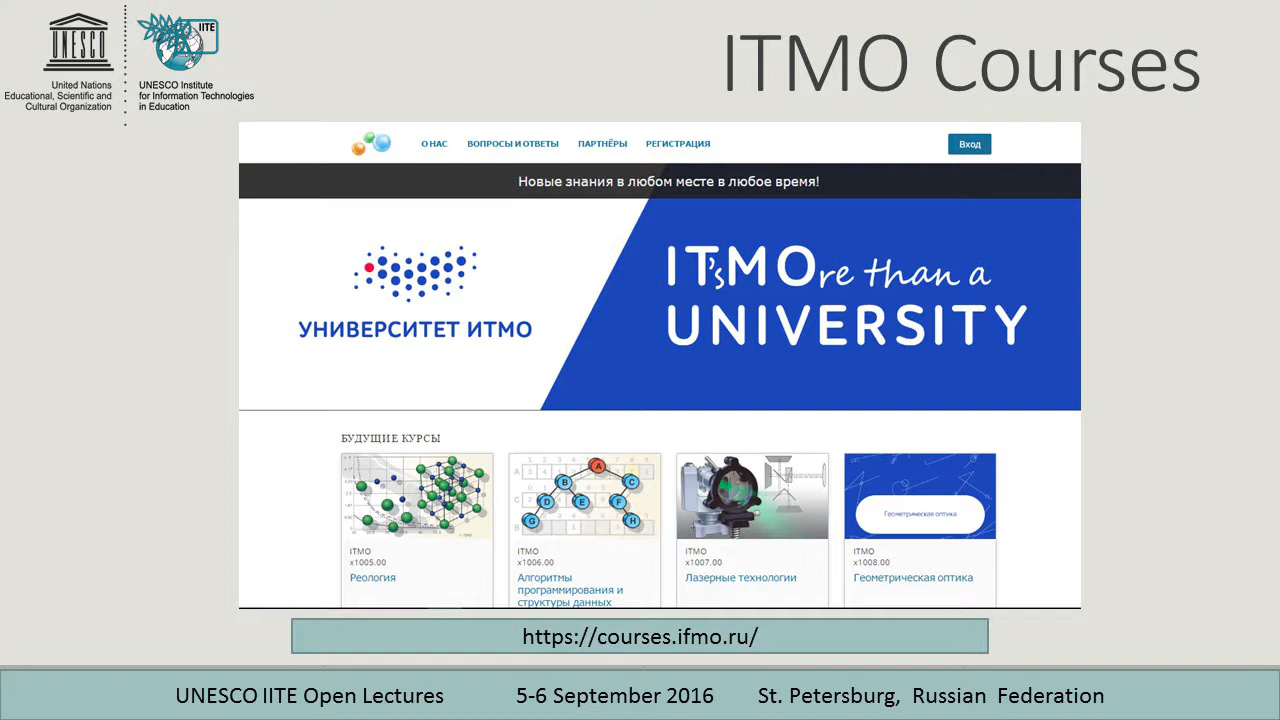 ITMO Courses
UNESCO
United Nations
Educational, Scientific and
Cultural Organization
IITE
UNESCO Institute
for Information Technologies
in Education
О НАС ВОПРОСЫ И ОТВЕТЫ ПАРТНЁРЫ РЕГИСТРАЦИЯ Вход
Новые знания в любом месте в любое время!
УНИВЕРСИТЕТ ИТМО
IT'sMOre than a
UNIVERSITY
БУДУЩИЕ КУРСЫ
A
B C
D E F
G H
Геометрическая оптика
ITMO
x1005.00
Реология
ITMO
x1006.00
Алгоритмы
программирования и
структуры данных
ITMO
x1007.00
Лазерные технологии
ITMO
x1008.00
Геометрическая оптика
https://courses.ifmo.ru/
UNESCO IITE Open Lectures 5-6 September 2016 St. Petersburg, Russian Federation